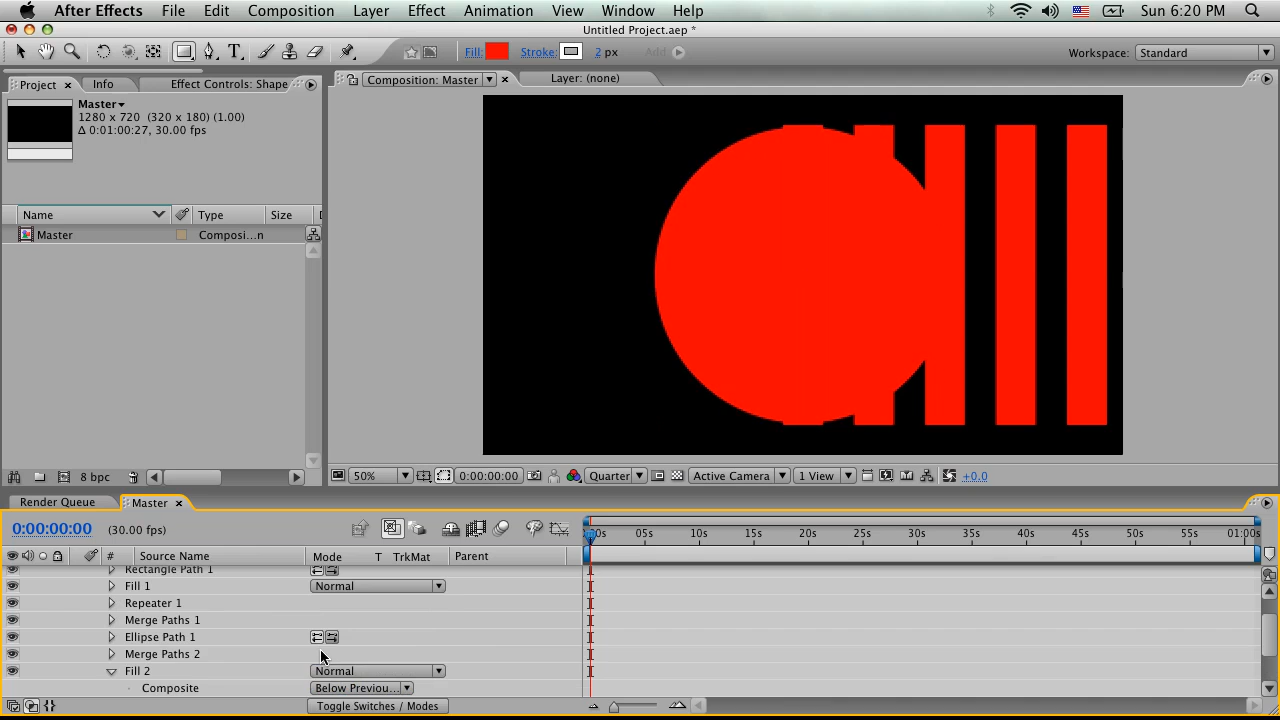 After Effects File Edit Composition Layer Effect Animation View Window Help Sun 6:20 PM
Untitled Project.aep *
T Fill: Stroke: 2 px Add Workspace: Standard
Project Info Effect Controls: Shape
Composition: Master Layer: (none)
Master
1280 x 720 (320 x 180) (1.00)
Δ 0:01:00:27, 30.00 fps
Name Type Size
Master Composi...n
8 bpc
50% 0:00:00:00 Quarter Active Camera 1 View +0.0
Render Queue Master
0:00:00:00 (30.00 fps)
:00s 05s 10s 15s 20s 25s 30s 35s 40s 45s 50s 55s 01:00s
# Source Name Mode T TrkMat Parent
Rectangle Path 1
Fill 1 Normal
Repeater 1
Merge Paths 1
Ellipse Path 1
Merge Paths 2
Fill 2 Normal
Composite Below Previou...
Toggle Switches / Modes